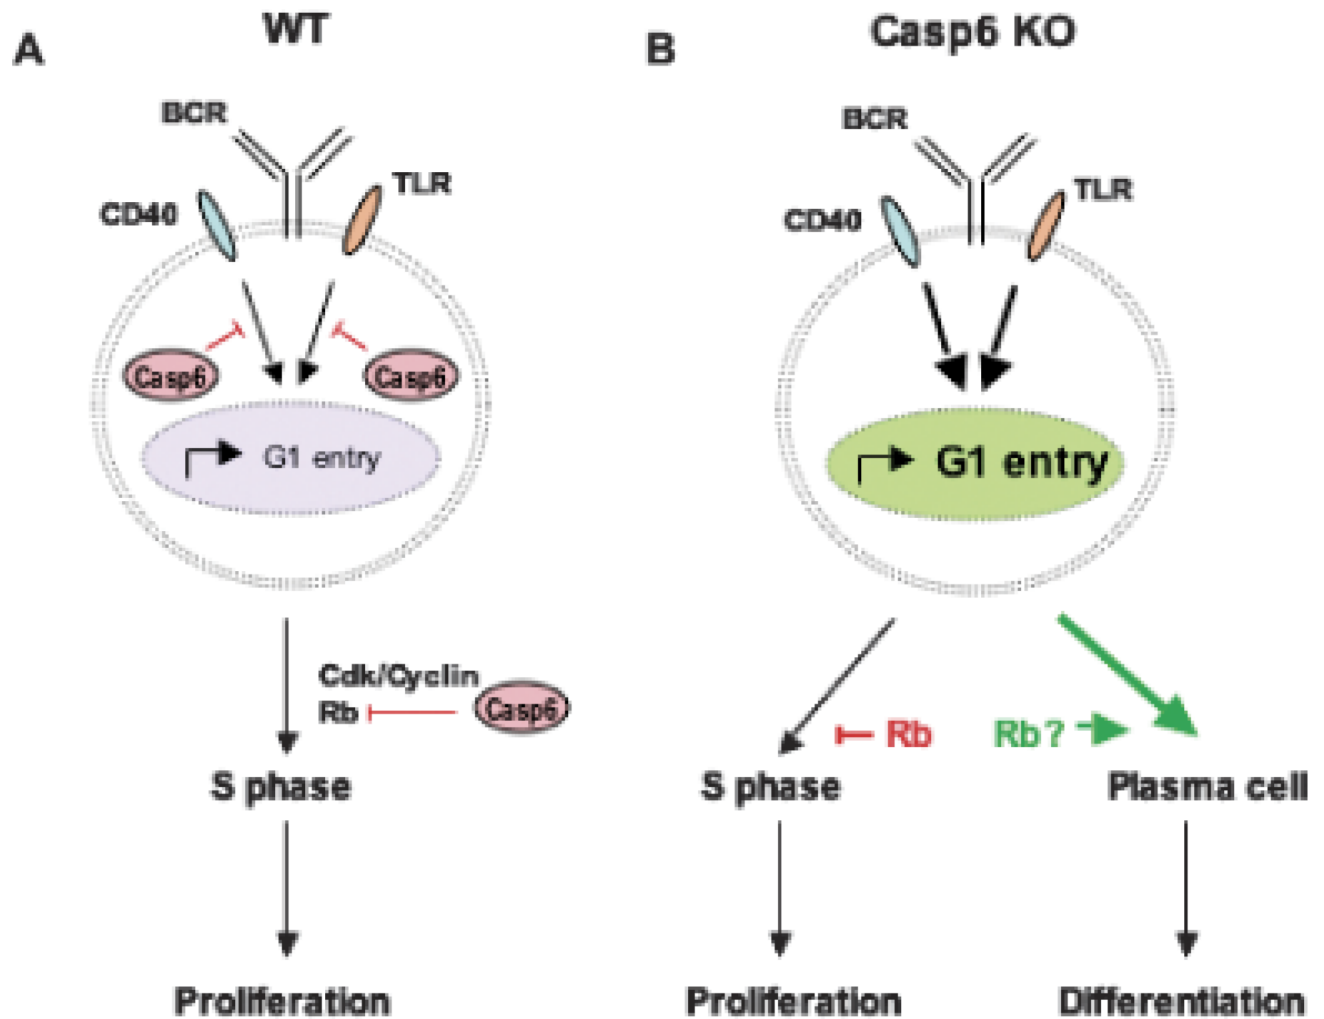 A
WT
BCR
TLR
CD40
Casp6
Casp6
G1 entry
Cdk/Cyclin
Rb
Casp6
S phase
Proliferation
B
Casp6 KO
BCR
TLR
CD40
G1 entry
Rb
Rb?
S phase
Plasma cell
Proliferation
Differentiation